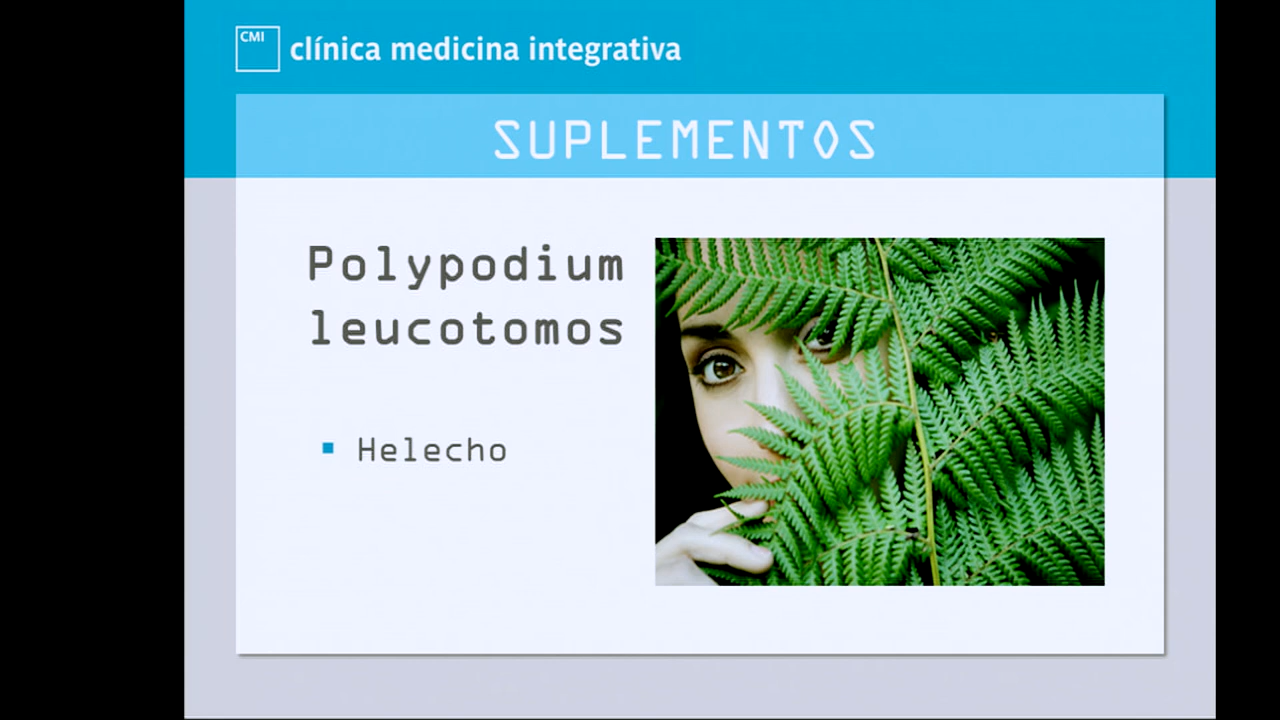 CMI
clínica medicina integrativa
SUPLEMENTOS
Polypodium
leucotomos
Helecho